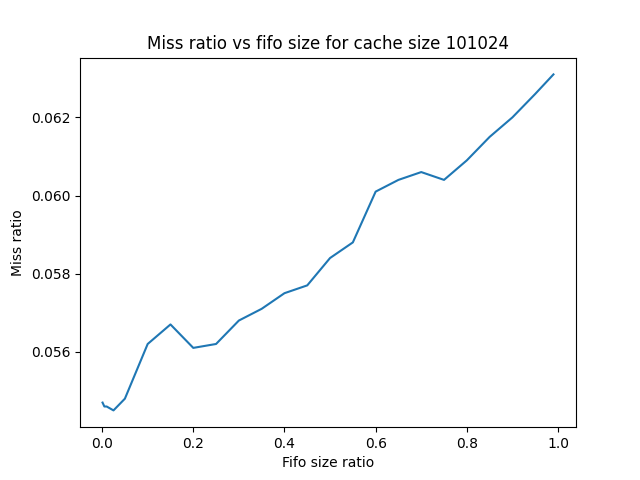 Miss ratio vs fifo size for cache size 101024
0.062
0.060
0.058
0.056
Miss ratio
0.0 0.2 0.4 0.6 0.8 1.0
Fifo size ratio